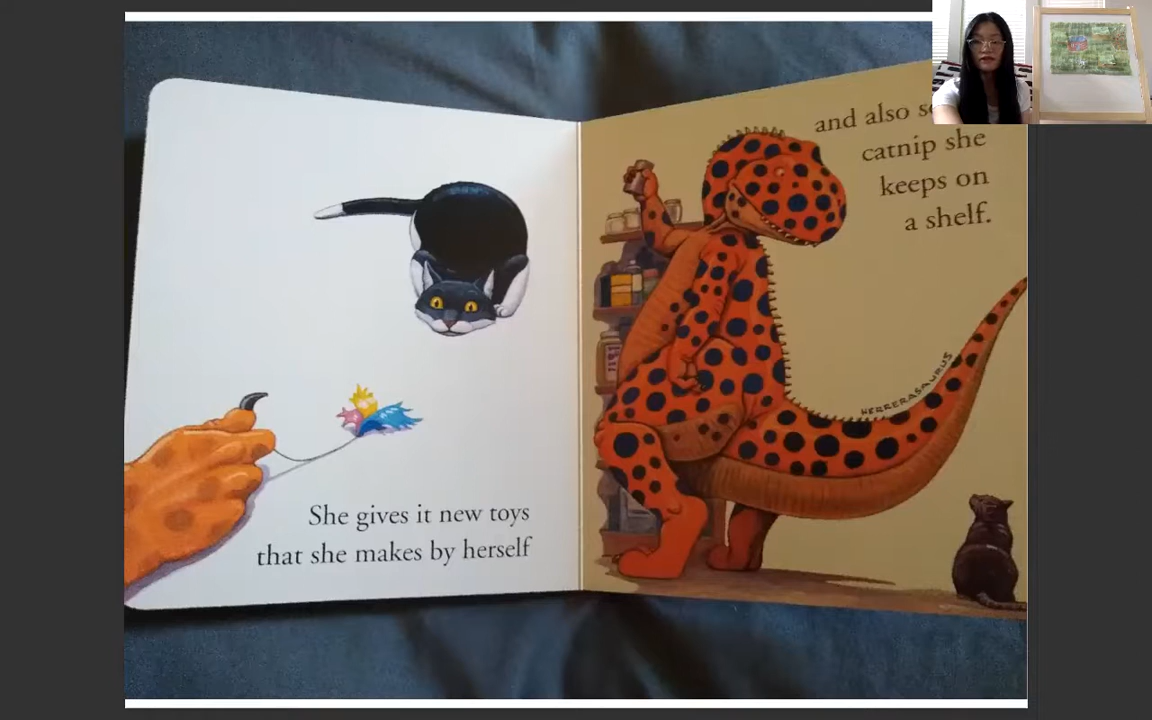 She gives it new toys
that she makes by herself
and also
catnip she
keeps on
a shelf.
HERRERASAURUS